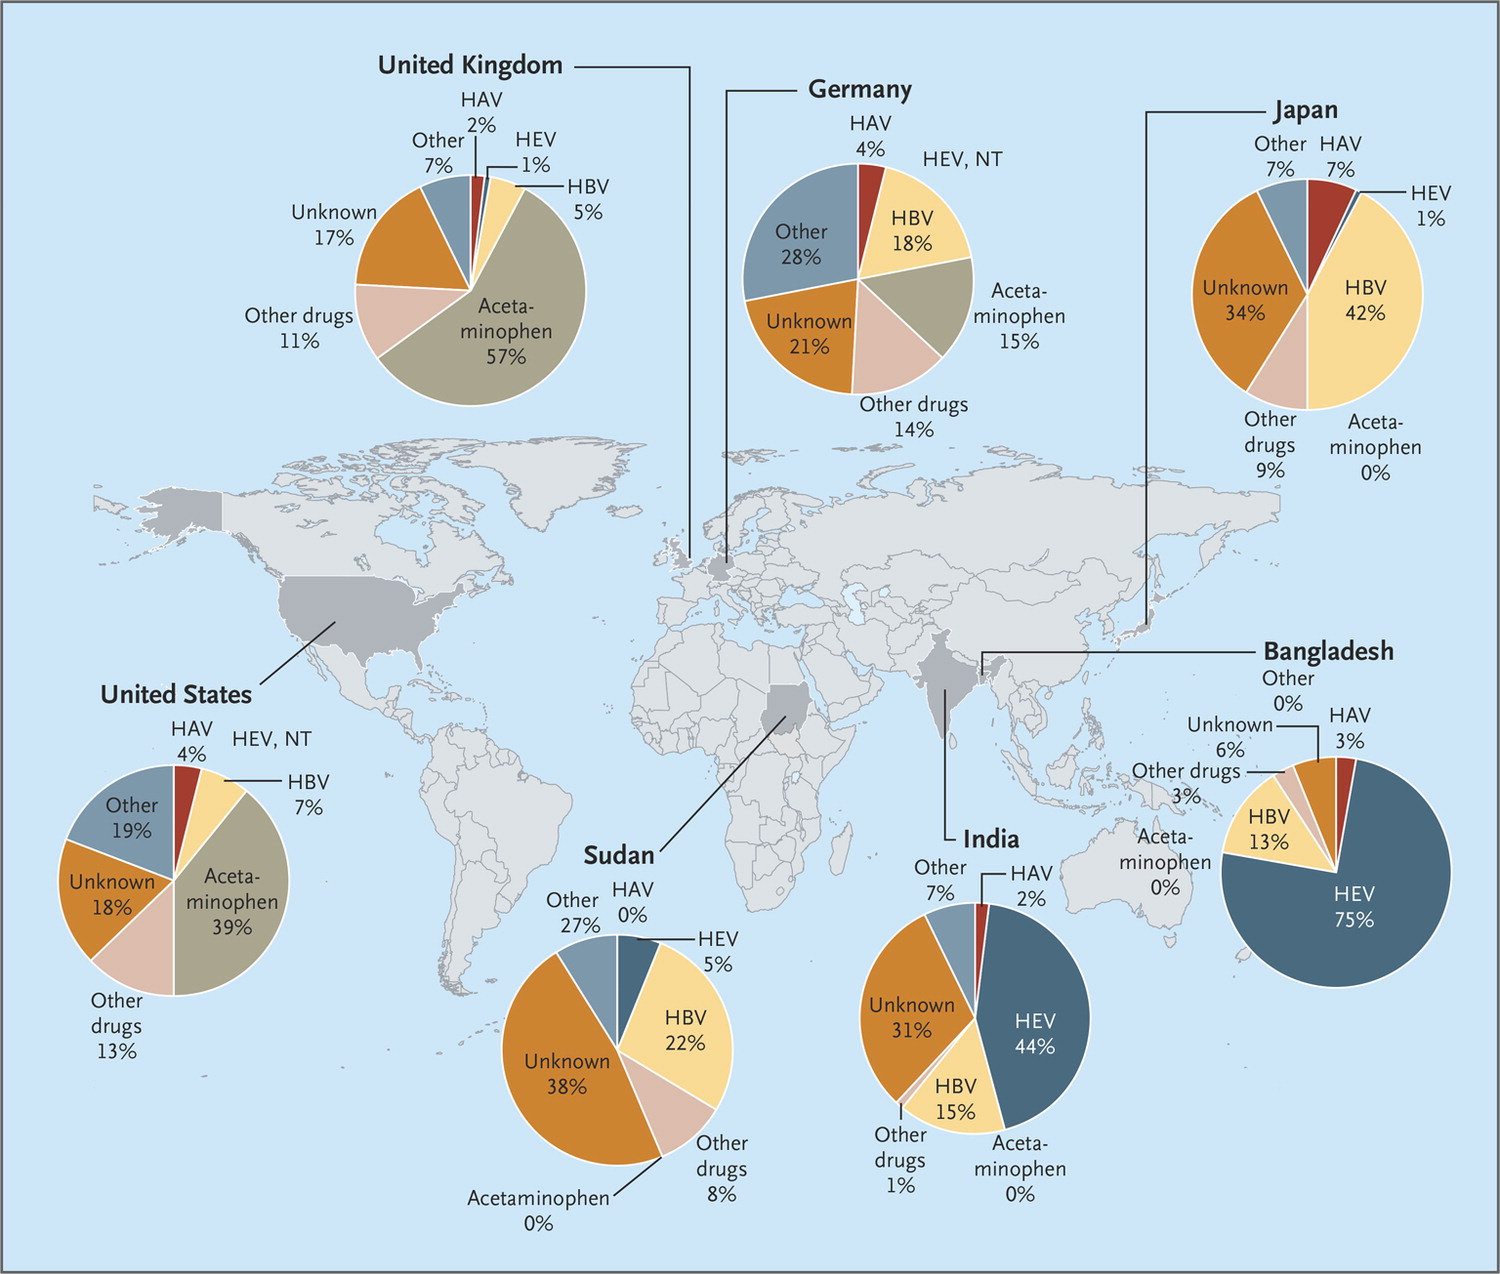 United Kingdom
HAV
2%
Other
7%
HEV
1%
HBV
5%
Unknown
17%
Other drugs
11%
Aceta-
minophen
57%
Germany
HAV
4%
HEV, NT
HBV
18%
Other
28%
Aceta-
minophen
15%
Unknown
21%
Other drugs
14%
Japan
Other
7%
HAV
7%
HEV
1%
HBV
42%
Unknown
34%
Other
drugs
9%
Aceta-
minophen
0%
United States
HAV
4%
HEV, NT
HBV
7%
Other
19%
Unknown
18%
Aceta-
minophen
39%
Other
drugs
13%
Sudan
Other
27%
HAV
0%
HEV
5%
HBV
22%
Unknown
38%
Other
drugs
8%
Acetaminophen
0%
India
Other
7%
HAV
2%
HEV
44%
Unknown
31%
HBV
15%
Other
drugs
1%
Aceta-
minophen
0%
Bangladesh
Other
0%
HAV
3%
Unknown
6%
Other drugs
3%
HBV
13%
Aceta-
minophen
0%
HEV
75%